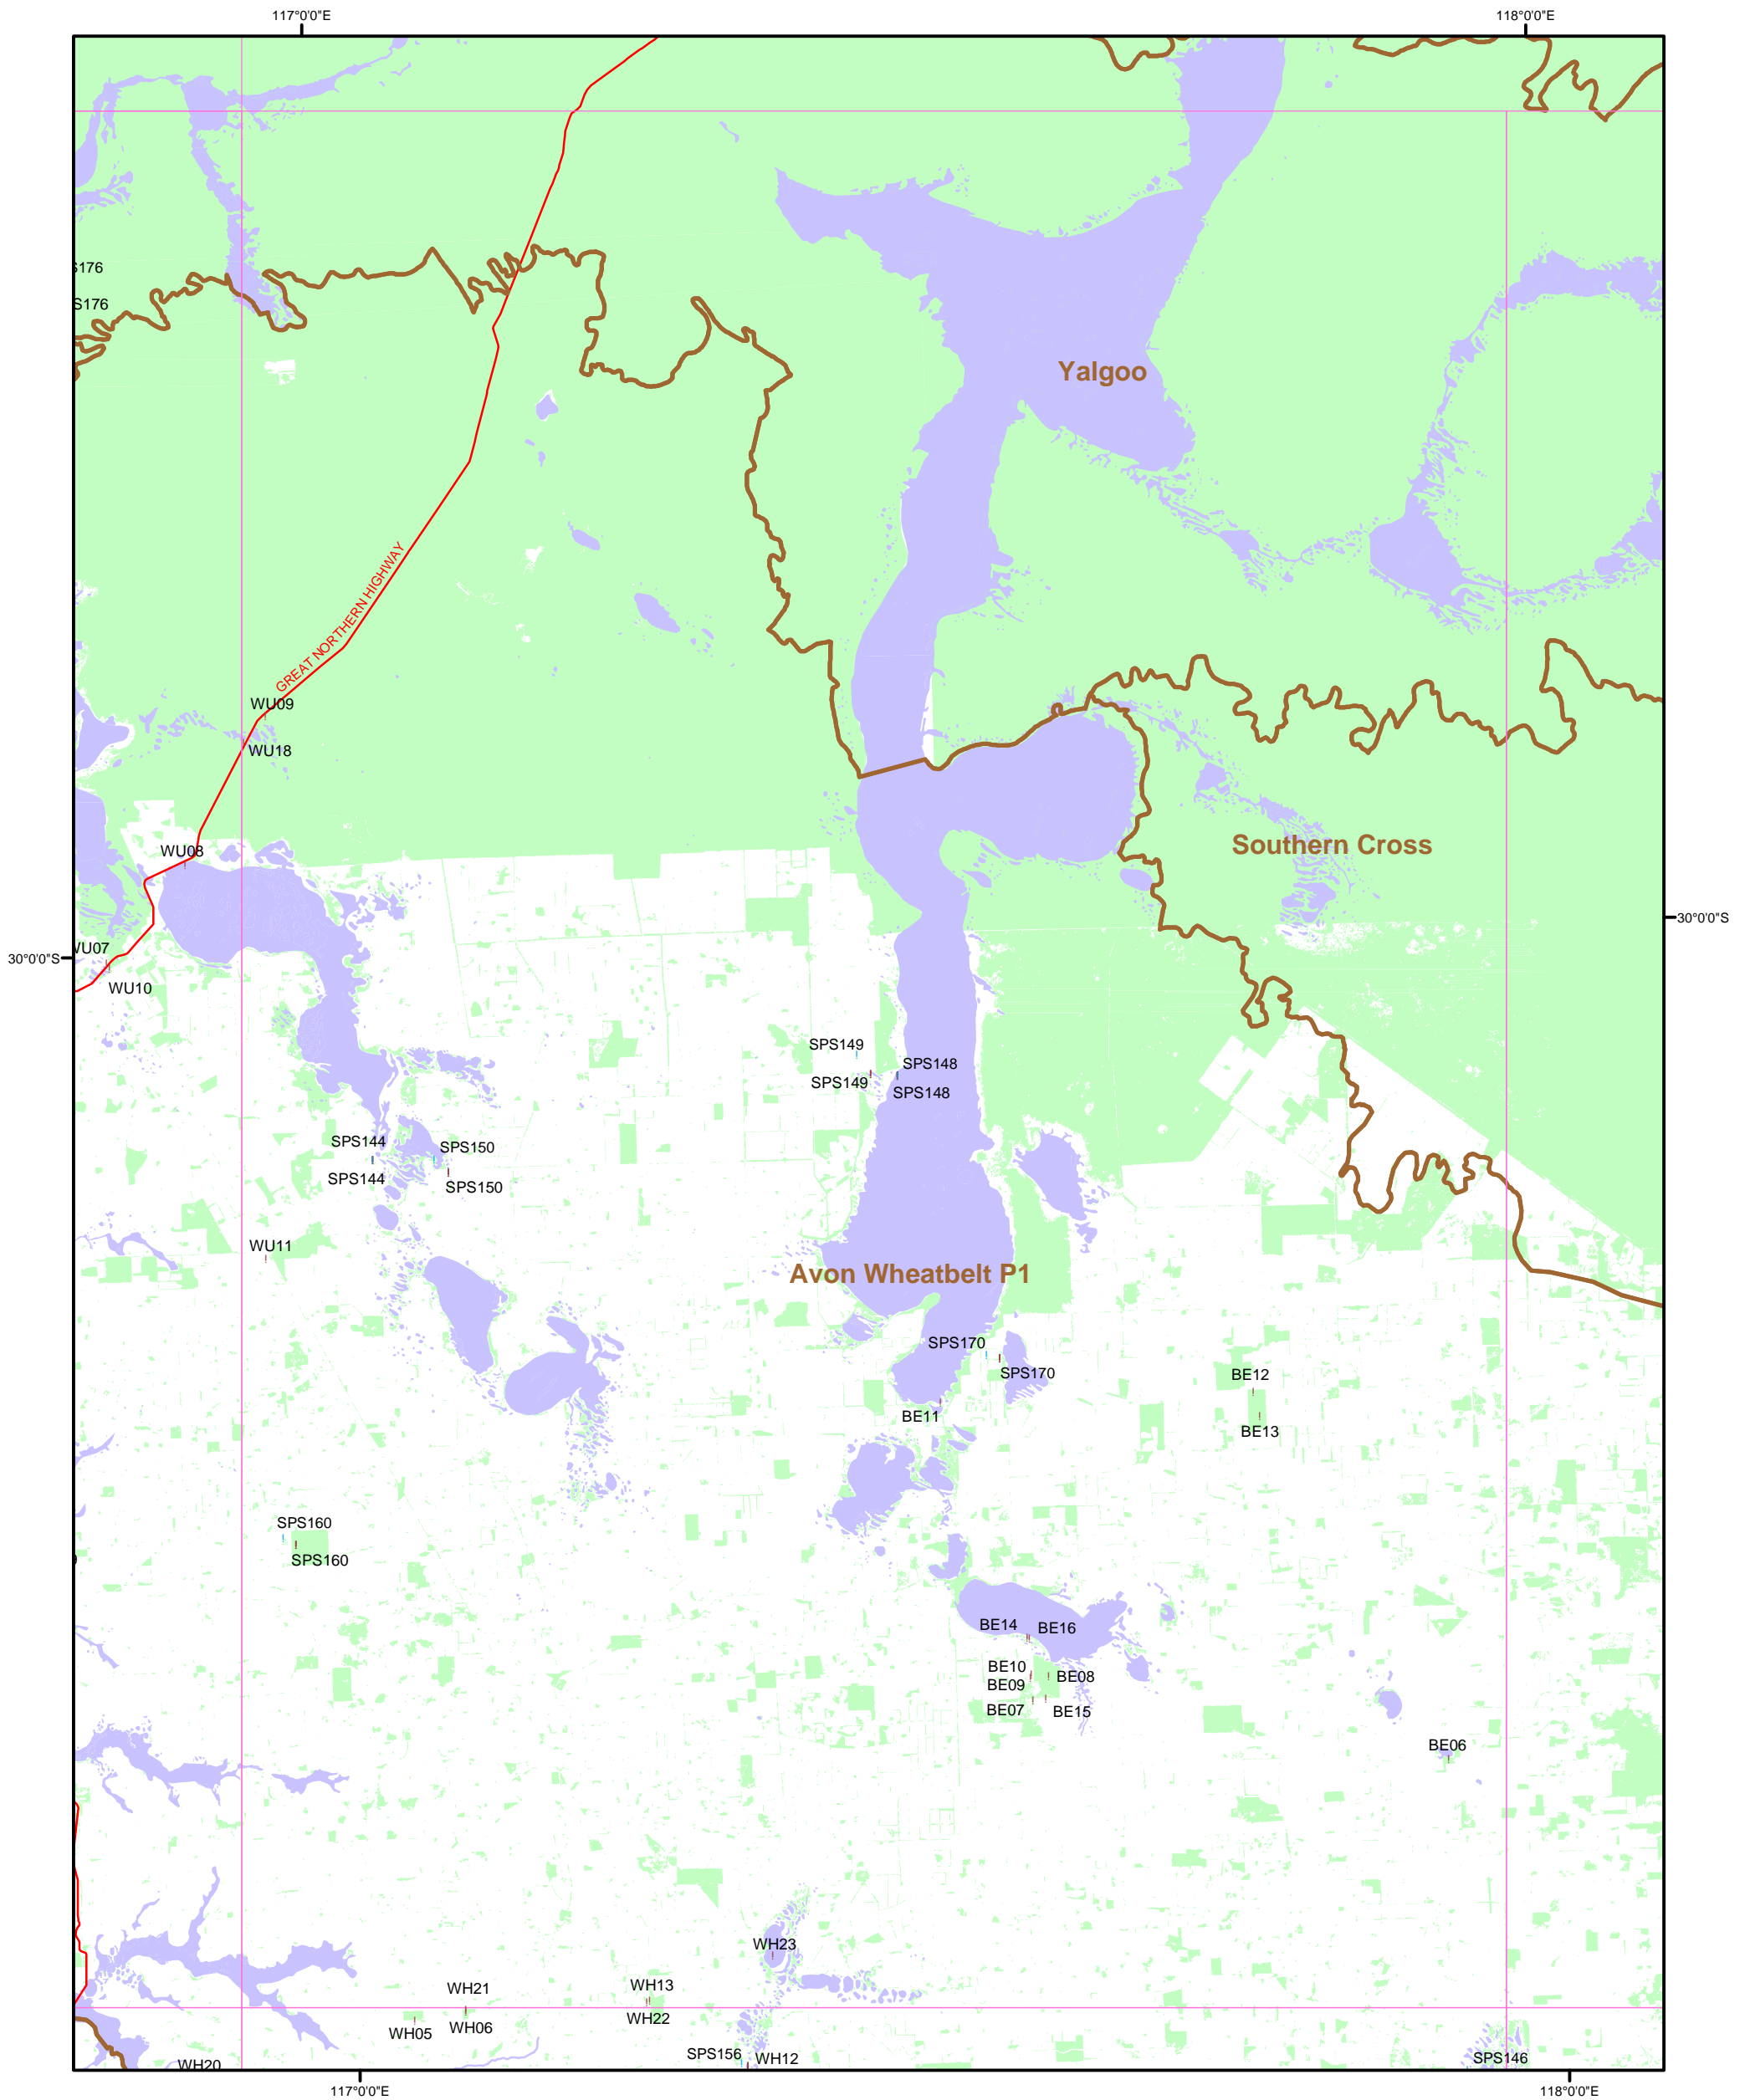 117°0'0"E
118°0'0"E
S176
Yalgoo
GREAT NORTHERN HIGHWAY
WU09
WU18
Southern Cross
WU08
30°0'0"S
WU07
30°0'0"S
WU10
SPS149
SPS148
SPS149
SPS148
SPS144
SPS150
SPS144
SPS150
WU11
Avon Wheatbelt P1
SPS170
SPS170
BE12
BE11
BE13
SPS160
SPS160
BE14
BE16
BE10
BE08
BE09
BE07
BE15
BE06
WH23
WH21
WH13
WH22
WH06
WH05
SPS156
WH12
SPS146
WH20
117°0'0"E
118°0'0"E